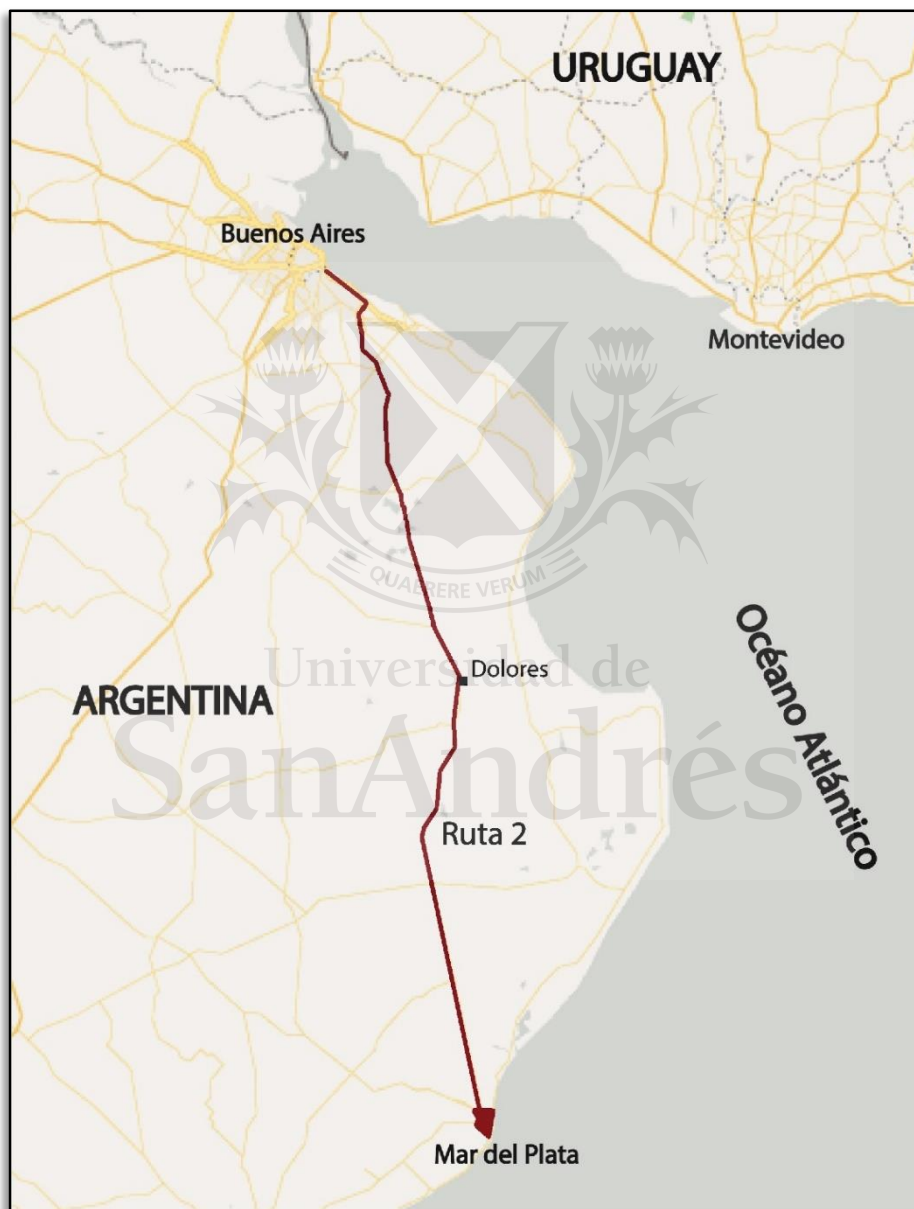 URUGUAY
Buenos Aires
Montevideo
QUAERERE VERUM
Dolores
Universidad de
ARGENTINA
SanAndrés
Océano Atlántico
Ruta 2
Mar del Plata